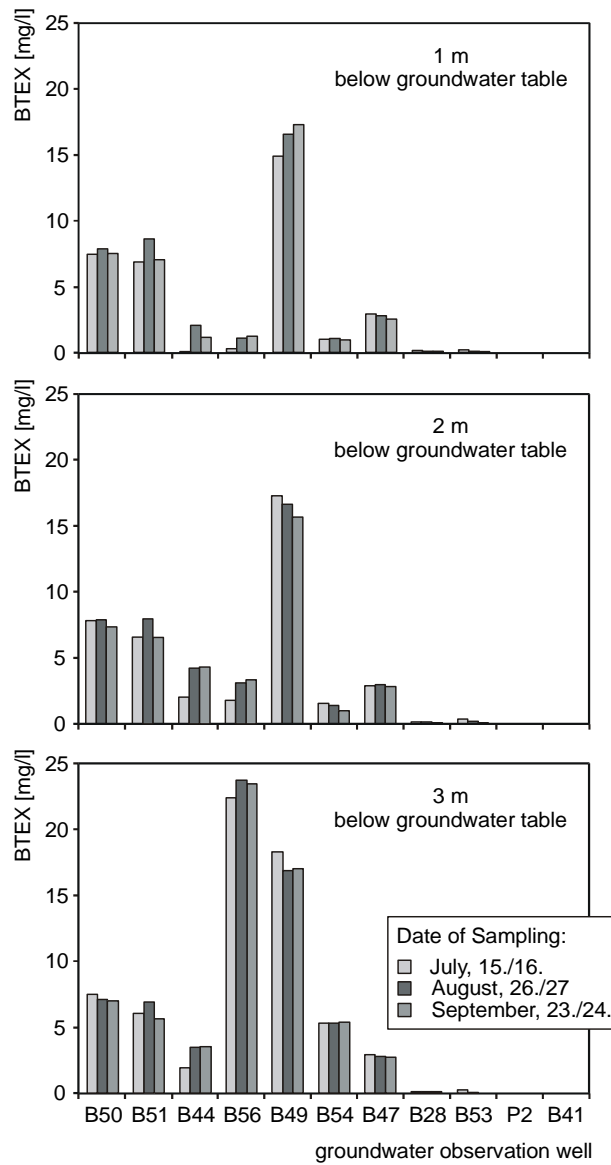 BTEX [mg/l]
25
20
15
10
5
0
1 m
below groundwater table
BTEX [mg/l]
25
20
15
10
5
0
2 m
below groundwater table
BTEX [mg/l]
25
20
15
10
5
0
3 m
below groundwater table
Date of Sampling:
July, 15./16.
August, 26./27
September, 23./24.
B50 B51 B44 B56 B49 B54 B47 B28 B53 P2 B41
groundwater observation well